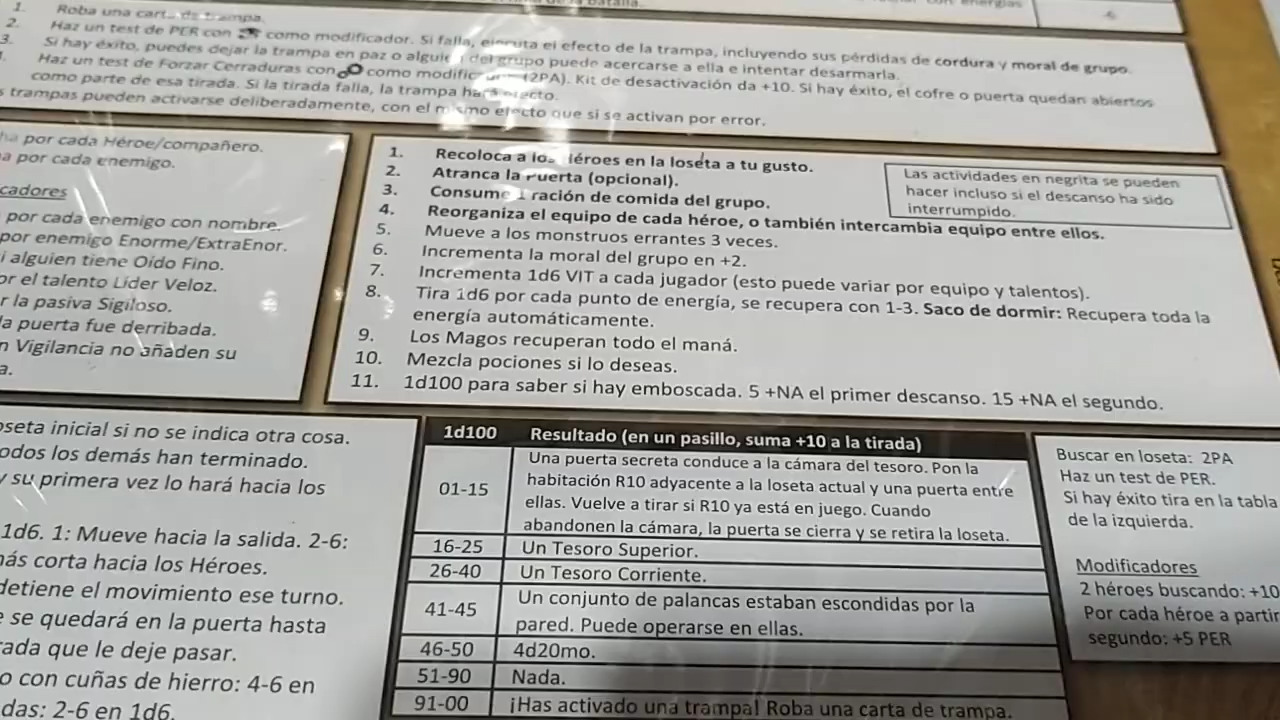 1. Roba una carta de trampa.
2. Haz un test de PER con como modificador. Si falla, ejecuta el efecto de la trampa, incluyendo sus pérdidas de cordura y moral de grupo.
3. Si hay éxito, puedes dejar la trampa en paz o alguien del grupo puede acercarse a ella e intentar desarmarla.
Haz un test de Forzar Cerraduras con como modificador (2PA). Kit de desactivación da +10. Si hay éxito, el cofre o puerta quedan abiertos
como parte de esa tirada. Si la tirada falla, la trampa hará efecto.
trampas pueden activarse deliberadamente, con el mismo efecto que si se activan por error.
por cada Héroe/compañero.
por cada enemigo.
cadores
por cada enemigo con nombre.
por enemigo Enorme/ExtraEnor.
i alguien tiene Oído Fino.
or el talento Líder Veloz.
r la pasiva Sigiloso.
la puerta fue derribada.
n Vigilancia no añaden su
a.
1. Recoloca a los Héroes en la loseta a tu gusto.
2. Atranca la Puerta (opcional).
3. Consume 1 ración de comida del grupo.
4. Reorganiza el equipo de cada héroe, o también intercambia equipo entre ellos.
5. Mueve a los monstruos errantes 3 veces.
6. Incrementa la moral del grupo en +2.
7. Incrementa 1d6 VIT a cada jugador (esto puede variar por equipo y talentos).
8. Tira 1d6 por cada punto de energía, se recupera con 1-3. Saco de dormir: Recupera toda la
energía automáticamente.
9. Los Magos recuperan todo el maná.
10. Mezcla pociones si lo deseas.
11. 1d100 para saber si hay emboscada. 5 +NA el primer descanso. 15 +NA el segundo.
Las actividades en negrita se pueden
hacer incluso si el descanso ha sido
interrumpido.
oseta inicial si no se indica otra cosa.
odos los demás han terminado.
y su primera vez lo hará hacia los
1d6. 1: Mueve hacia la salida. 2-6:
más corta hacia los Héroes.
detiene el movimiento ese turno.
e se quedará en la puerta hasta
rada que le deje pasar.
o con cuñas de hierro: 4-6 en
das: 2-6 en 1d6.
1d100 Resultado (en un pasillo, suma +10 a la tirada)
01-15 Una puerta secreta conduce a la cámara del tesoro. Pon la
habitación R10 adyacente a la loseta actual y una puerta entre
ellas. Vuelve a tirar si R10 ya está en juego. Cuando
abandonen la cámara, la puerta se cierra y se retira la loseta.
16-25 Un Tesoro Superior.
26-40 Un Tesoro Corriente.
41-45 Un conjunto de palancas estaban escondidas por la
pared. Puede operarse en ellas.
46-50 4d20mo.
51-90 Nada.
91-00 ¡Has activado una trampa! Roba una carta de trampa.
Buscar en loseta: 2PA
Haz un test de PER.
Si hay éxito tira en la tabla
de la izquierda.
Modificadores
2 héroes buscando: +10
Por cada héroe a partir
segundo: +5 PER